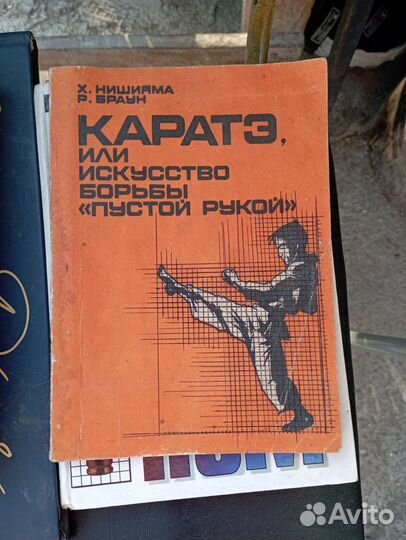 Х. НИШИЯМА
Р. БРАУН
КАРАТЭ,
ИЛИ
ИСКУССТВО
БОРЬБЫ
«ПУСТОЙ РУКОЙ»
Avito